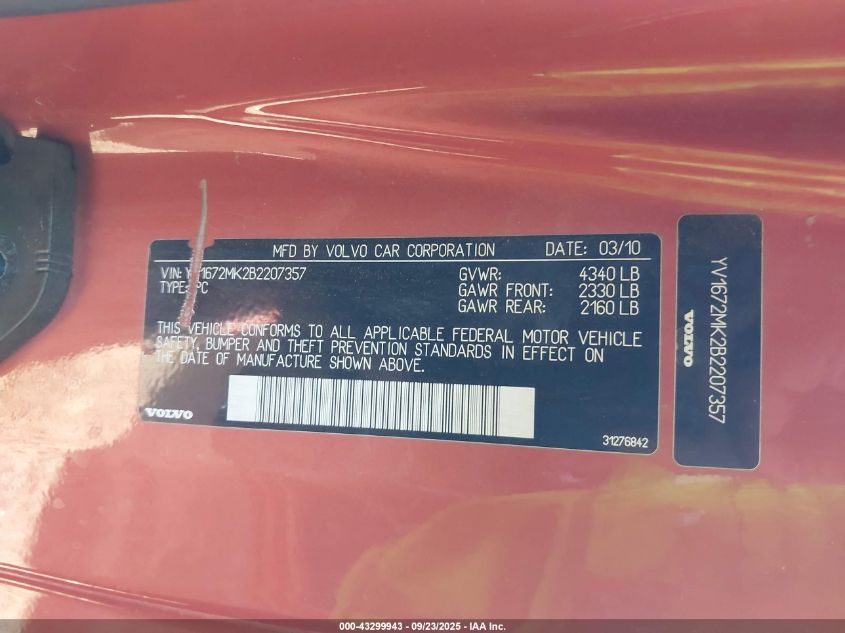 MFD BY VOLVO CAR CORPORATION DATE: 03/10
VIN: 1672MK2B2207357 GVWR: 4340 LB
TYPE: PC GAWR FRONT: 2330 LB
GAWR REAR: 2160 LB
THIS VEHICLE CONFORMS TO ALL APPLICABLE FEDERAL MOTOR VEHICLE
SAFETY, BUMPER AND THEFT PREVENTION STANDARDS IN EFFECT ON
THE DATE OF MANUFACTURE SHOWN ABOVE.
VOLVO
31276842
YV1672MK2B2207357
VOLVO
000-43299943 - 09/23/2025 - IAA Inc.